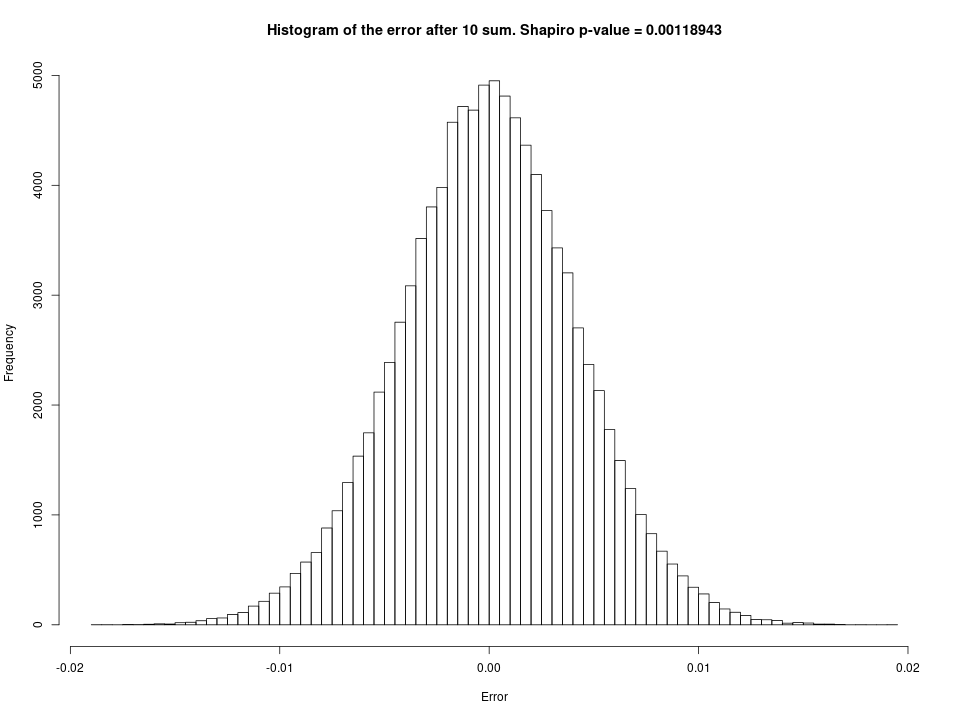 Histogram of the error after 10 sum. Shapiro p-value = 0.00118943
Frequency
5000
4000
3000
2000
1000
0
-0.02 -0.01 0.00 0.01 0.02
Error